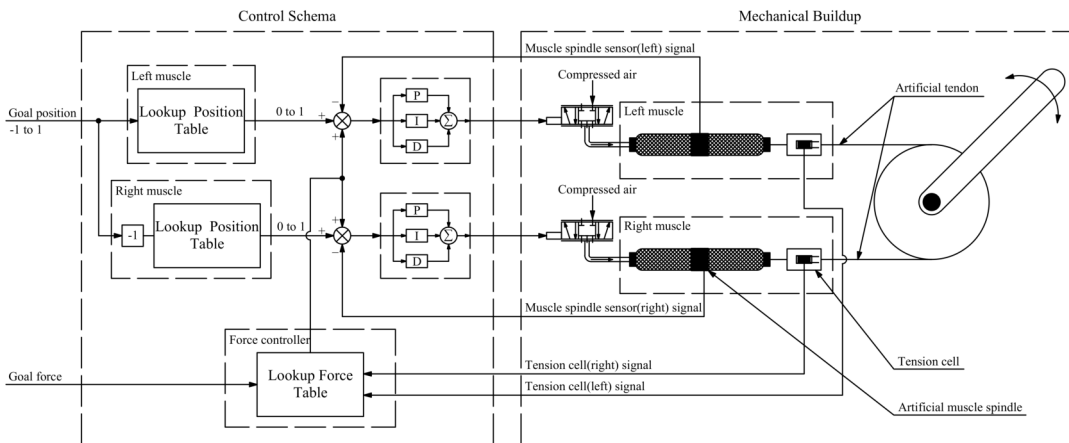 Control Schema
Mechanical Buildup
Muscle spindle sensor(left) signal
Left muscle
Compressed air
Artificial tendon
Goal position
-1 to 1
Lookup Position
Table
0 to 1
−
+
+
P
I
D
Σ
Left muscle
Right muscle
Compressed air
-1
Lookup Position
Table
0 to 1
+
+
−
P
I
D
Σ
Right muscle
Muscle spindle sensor(right) signal
Force controller
Lookup Force
Table
Goal force
Tension cell(right) signal
Tension cell(left) signal
Tension cell
Artificial muscle spindle